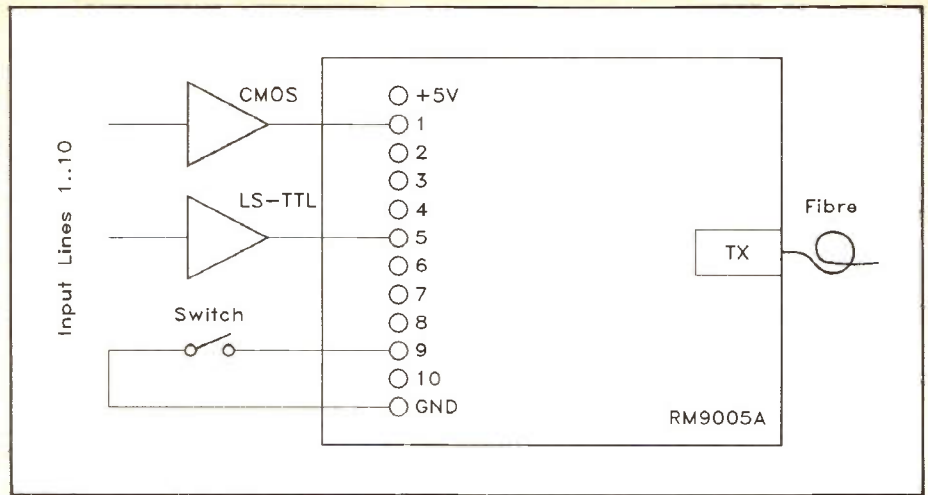 Input Lines 1..10
CMOS
LS-TTL
Switch
+5V
1
2
3
4
5
6
7
8
9
10
GND
TX
Fibre
RM9005A